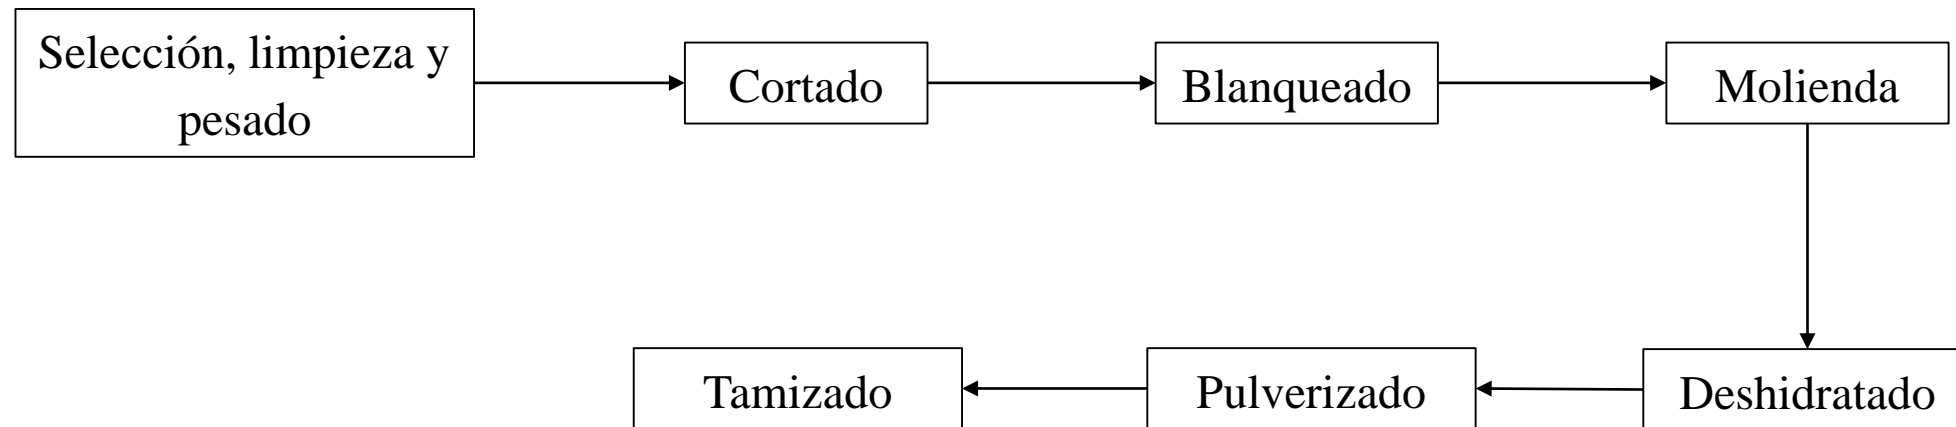 Selección, limpieza y
pesado
Cortado
Blanqueado
Molienda
Deshidratado
Pulverizado
Tamizado